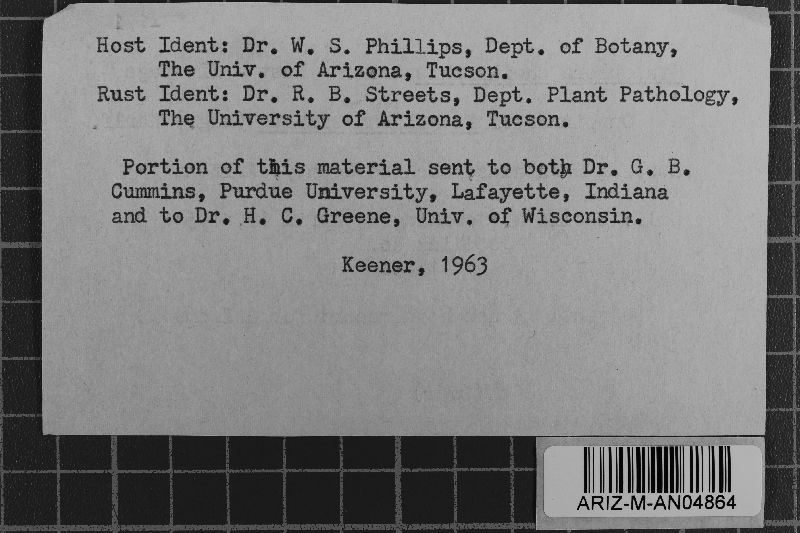 Host Ident: Dr. W. S. Phillips, Dept. of Botany,
The Univ. of Arizona, Tucson.
Rust Ident: Dr. R. B. Streets, Dept. Plant Pathology,
The University of Arizona, Tucson.
Portion of this material sent to both Dr. G. B.
Cummins, Purdue University, Lafayette, Indiana
and to Dr. H. C. Greene, Univ. of Wisconsin.
Keener, 1963
ARIZ-M-AN04864